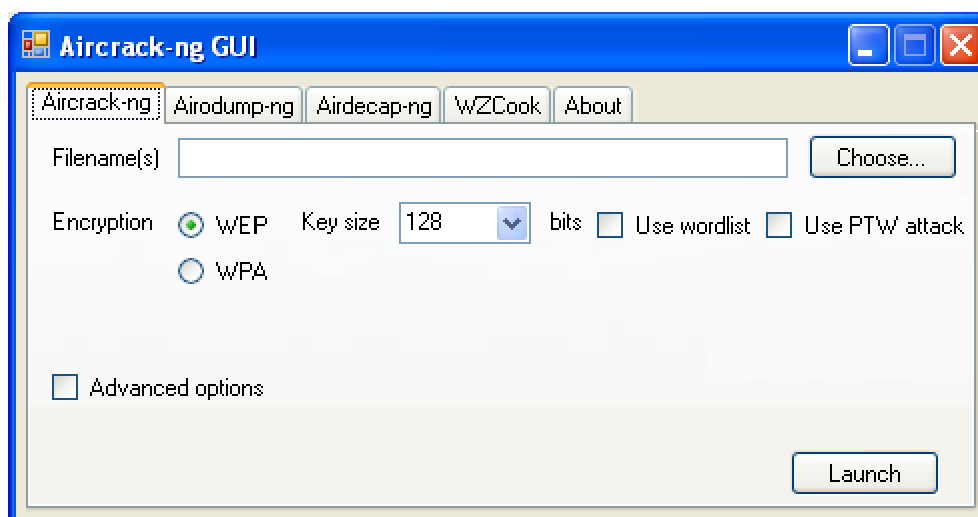 Aircrack-ng GUI
Aircrack-ng Airodump-ng Airdecap-ng WZCook About
Filename(s) Choose...
Encryption WEP Key size 128 bits Use wordlist Use PTW attack
WPA
Advanced options
Launch